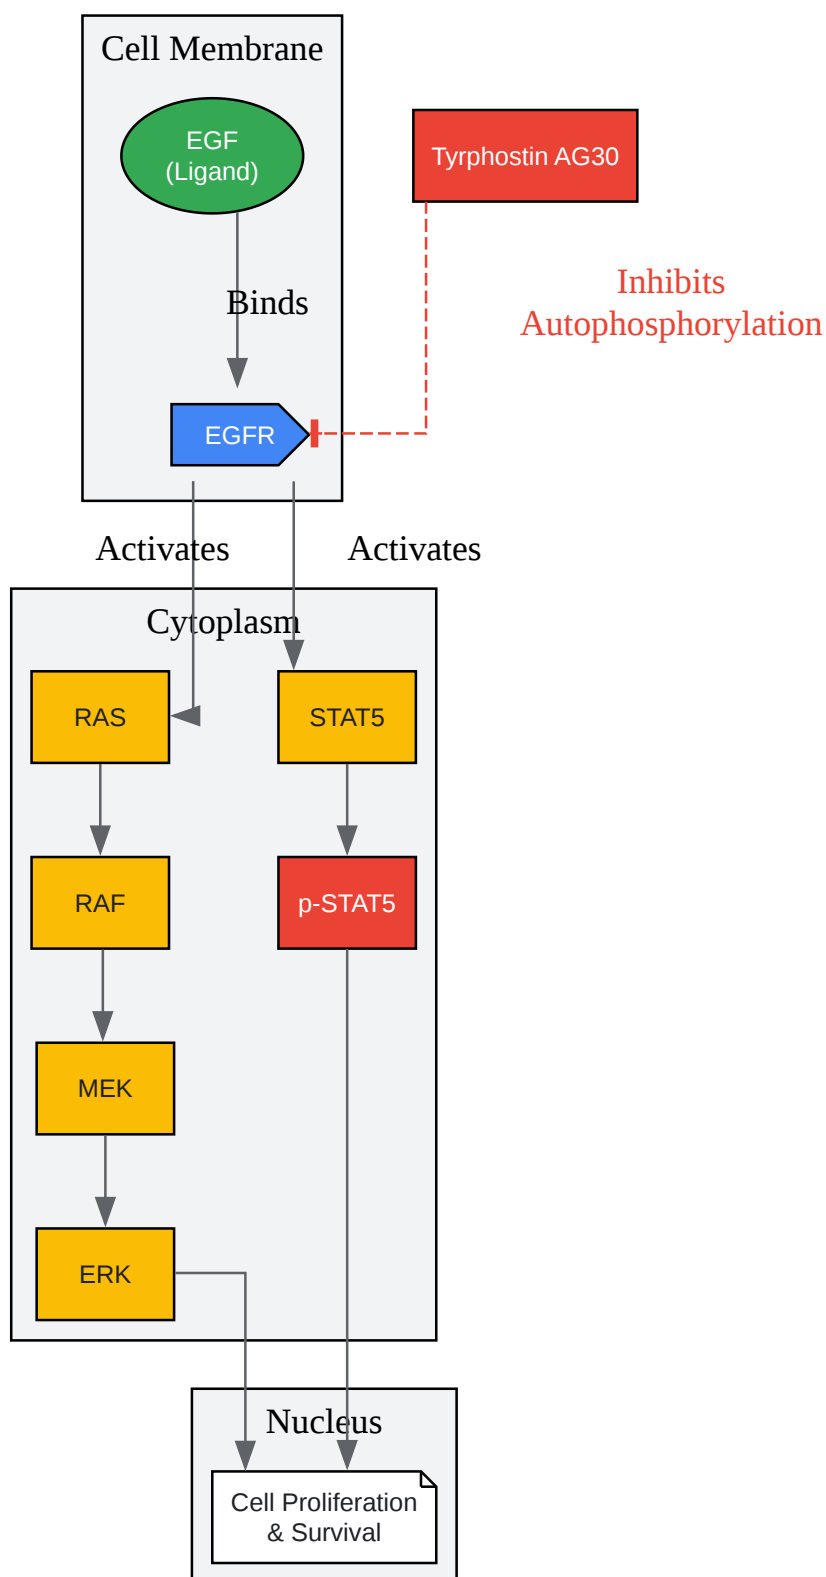 Cell Membrane
EGF
(Ligand)
Tyrphostin AG30
Binds
Inhibits
Autophosphorylation
EGFR
Activates
Activates
Cytoplasm
RAS
STAT5
RAF
p-STAT5
MEK
ERK
Nucleus
Cell Proliferation
& Survival